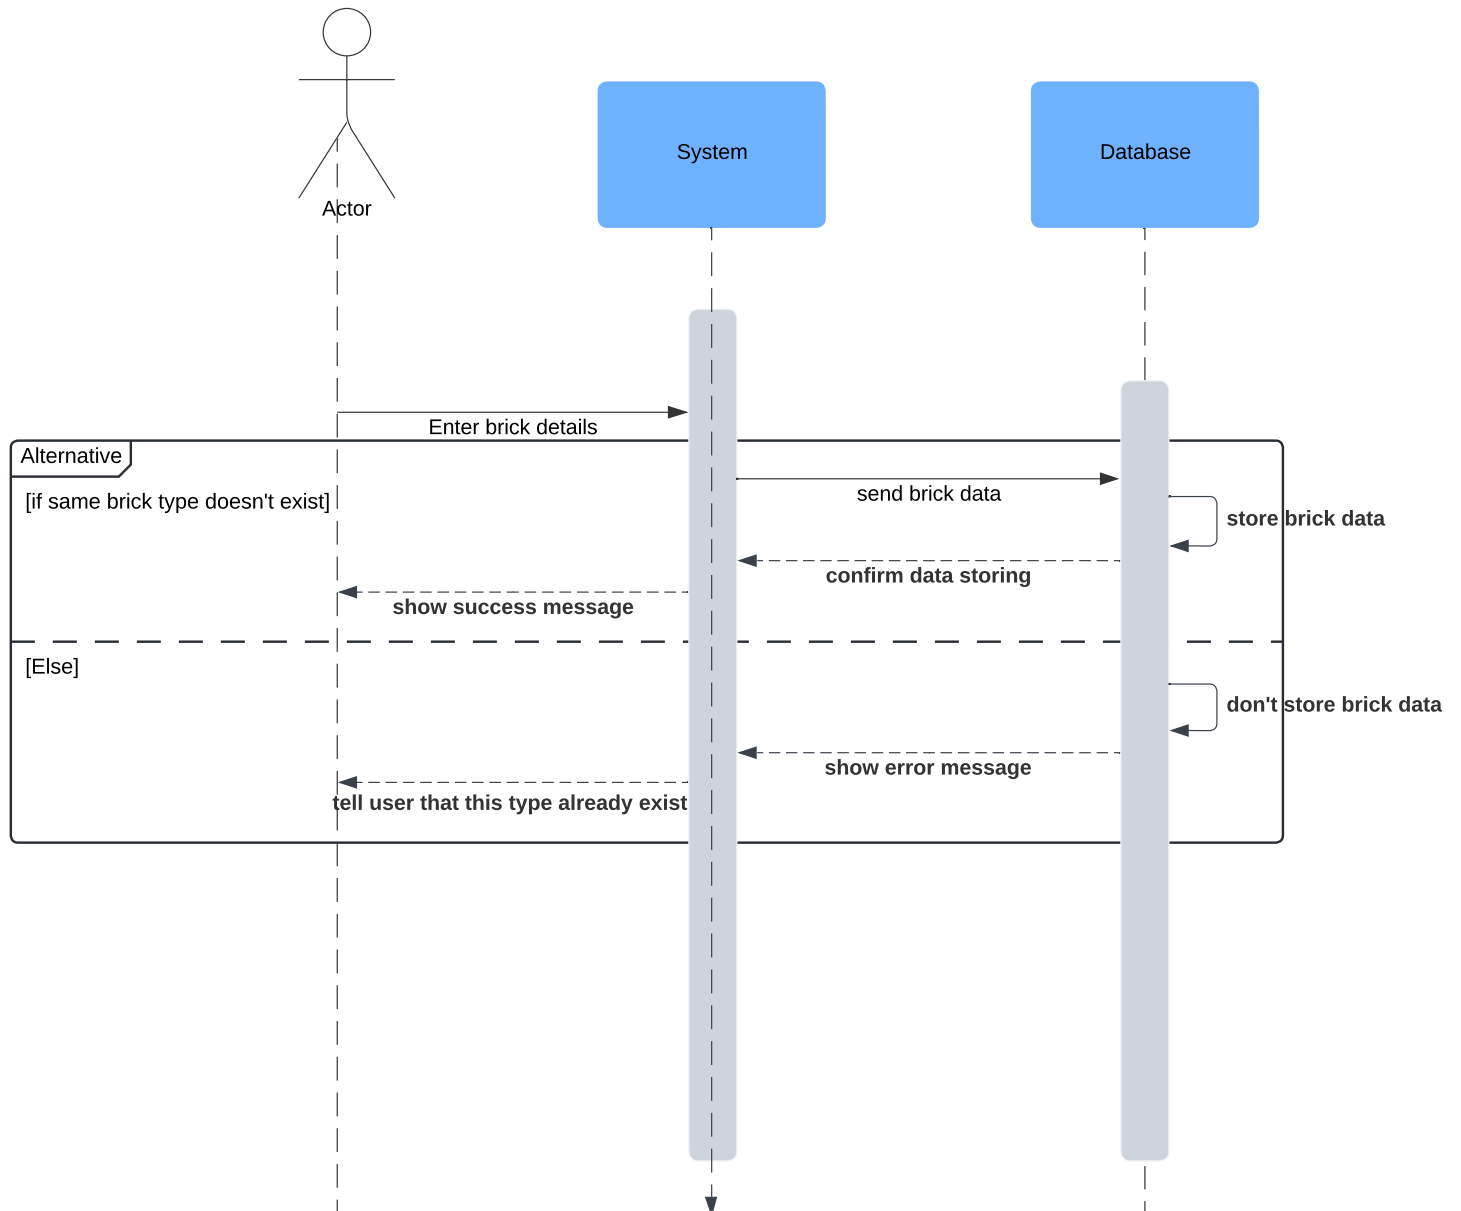 Actor
System
Database
Enter brick details
Alternative
[if same brick type doesn't exist]
send brick data
store brick data
confirm data storing
show success message
[Else]
don't store brick data
show error message
tell user that this type already exist